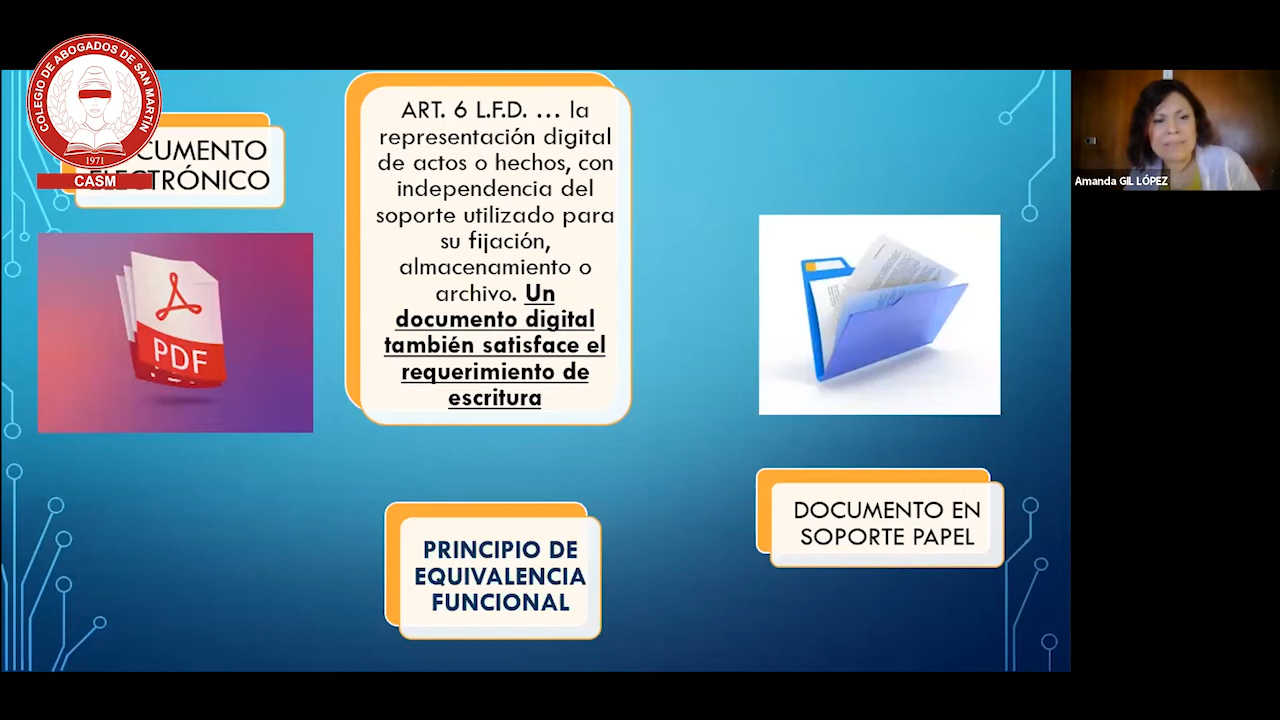 COLEGIO DE ABOGADOS DE SAN MARTÍN
1971
CASM
CUMENTO
TRÓNICO
PDF
ART. 6 L.F.D. ... la
representación digital
de actos o hechos, con
independencia del
soporte utilizado para
su fijación,
almacenamiento o
archivo. Un
documento digital
también satisface el
requerimiento de
escritura
PRINCIPIO DE
EQUIVALENCIA
FUNCIONAL
DOCUMENTO EN
SOPORTE PAPEL
Amanda GIL LÓPEZ